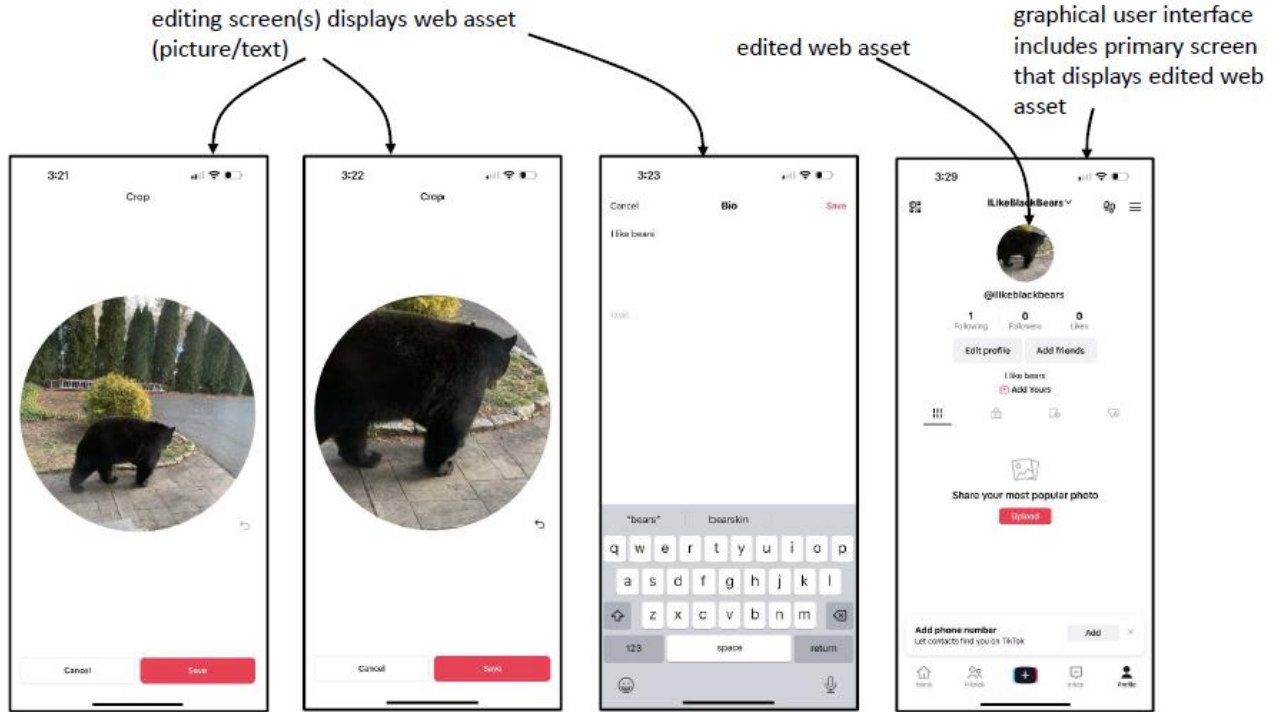 editing screen(s) displays web asset
(picture/text)
edited web asset
graphical user interface
includes primary screen
that displays edited web
asset
3:21
Crop
Cancel
Save
3:22
Crop
Cancel
Save
3:23
Cancel Bio Save
I like bears
"bears" bearskin
q w e r t y u i o p
a s d f g h j k l
z x c v b n m
123 space return
3:29
ILikeBlackBears
@ilikeblackbears
1 0 0
Following Followers Likes
Edit profile Add friends
I like bears
Add Yours
Share your most popular photo
Upload
Add phone number
Let contacts find you on TikTok
Add
Home Friends Inbox Profile